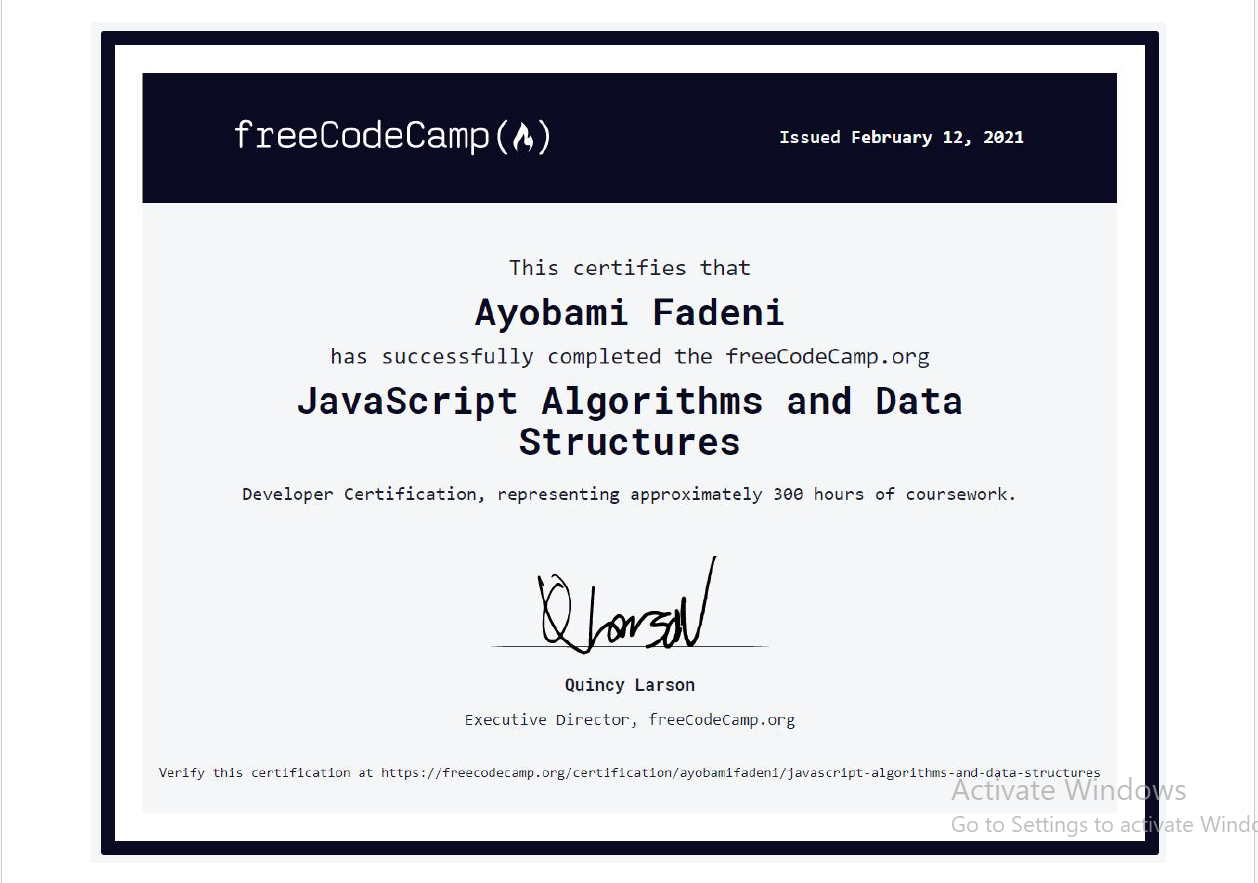 freeCodeCamp
Issued February 12, 2021
This certifies that
Ayobami Fadeni
has successfully completed the freeCodeCamp.org
JavaScript Algorithms and Data
Structures
Developer Certification, representing approximately 300 hours of coursework.
Q Larson
Quincy Larson
Executive Director, freeCodeCamp.org
Verify this certification at https://freecodecamp.org/certification/ayobamifadeni/javascript-algorithms-and-data-structures
Activate Windows
Go to Settings to activate Windo